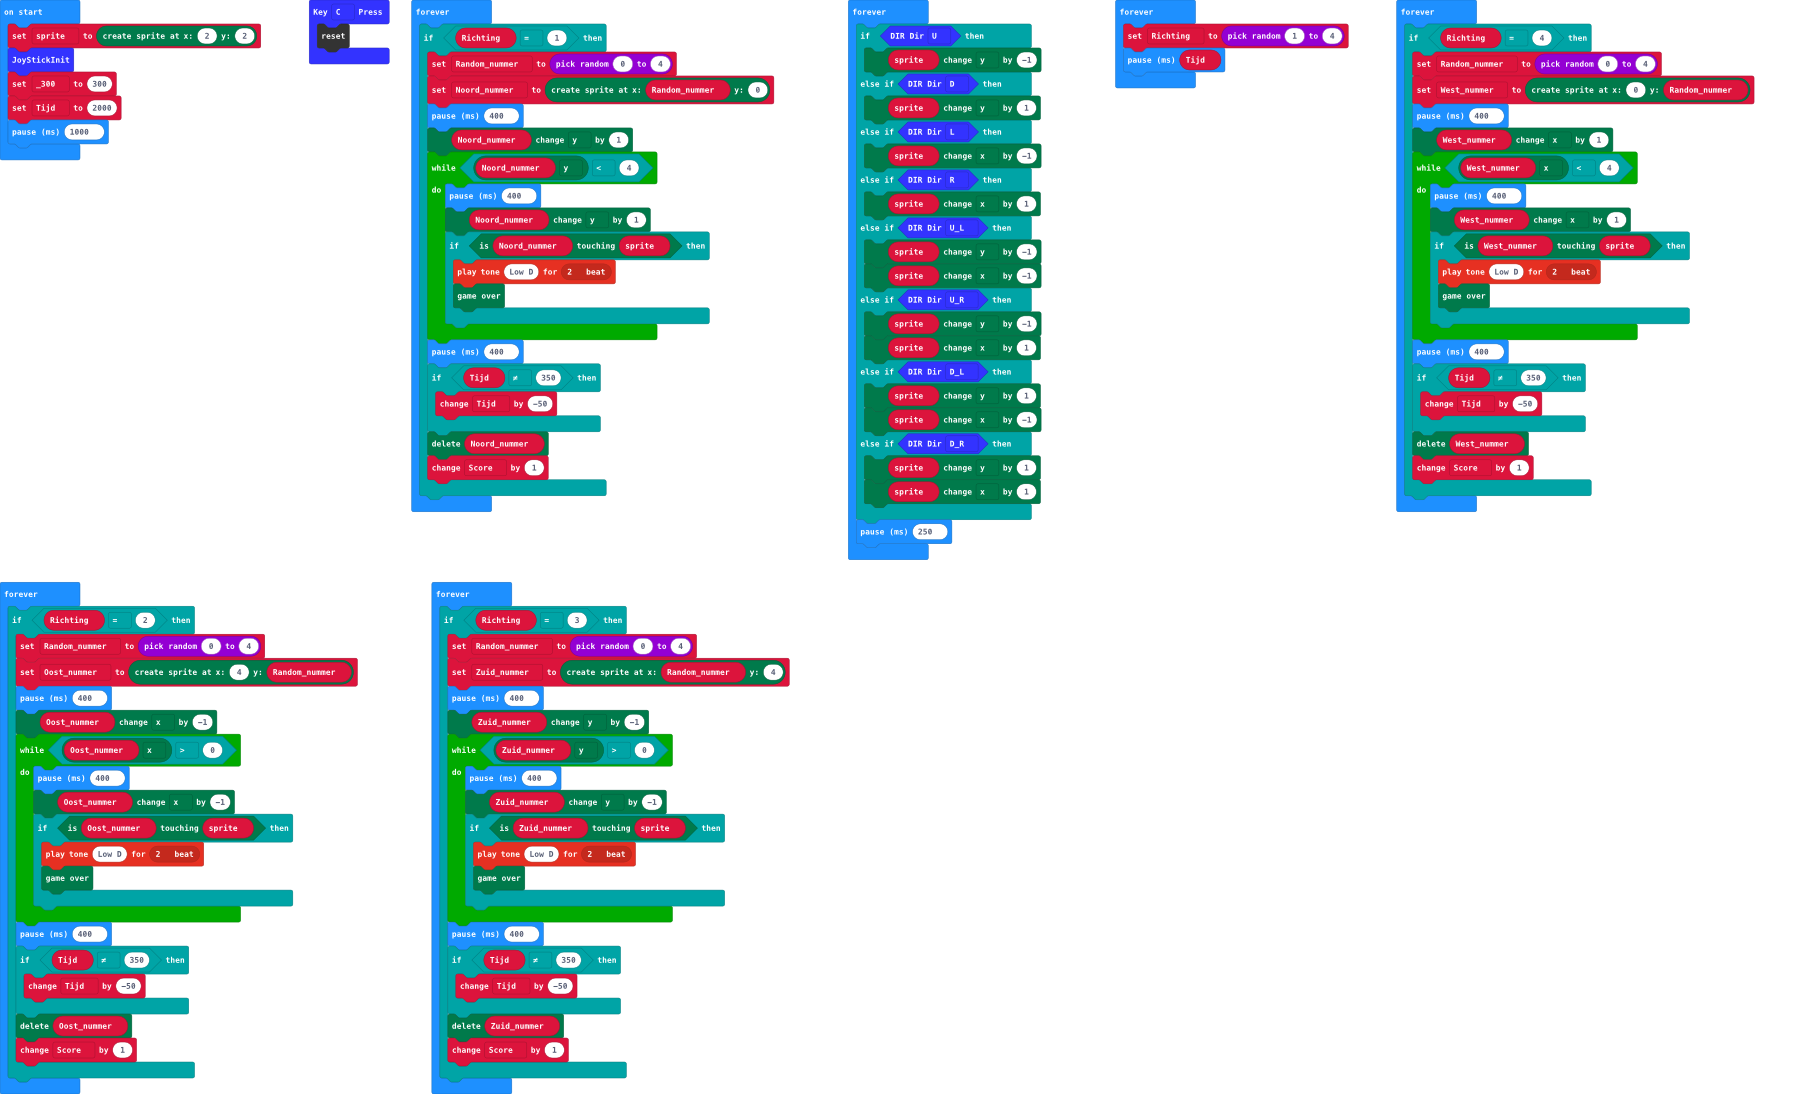 on start
set sprite to create sprite at x: 2 y: 2
JoyStickInit
set _300 to 300
set Tijd to 2000
pause (ms) 1000
Key C Press
reset
forever
if Richting = 1 then
set Random_nummer to pick random 0 to 4
set Noord_nummer to create sprite at x: Random_nummer y: 0
pause (ms) 400
Noord_nummer change y by 1
while Noord_nummer y < 4
do
pause (ms) 400
Noord_nummer change y by 1
if is Noord_nummer touching sprite then
play tone Low D for 2 beat
game over
pause (ms) 400
if Tijd ≠ 350 then
change Tijd by -50
delete Noord_nummer
change Score by 1
forever
if DIR Dir U then
sprite change y by -1
else if DIR Dir D then
sprite change y by 1
else if DIR Dir L then
sprite change x by -1
else if DIR Dir R then
sprite change x by 1
else if DIR Dir U_L then
sprite change y by -1
sprite change x by -1
else if DIR Dir U_R then
sprite change y by -1
sprite change x by 1
else if DIR Dir D_L then
sprite change y by 1
sprite change x by -1
else if DIR Dir D_R then
sprite change y by 1
sprite change x by 1
pause (ms) 250
forever
set Richting to pick random 1 to 4
pause (ms) Tijd
forever
if Richting = 4 then
set Random_nummer to pick random 0 to 4
set West_nummer to create sprite at x: 0 y: Random_nummer
pause (ms) 400
West_nummer change x by 1
while West_nummer x < 4
do
pause (ms) 400
West_nummer change x by 1
if is West_nummer touching sprite then
play tone Low D for 2 beat
game over
pause (ms) 400
if Tijd ≠ 350 then
change Tijd by -50
delete West_nummer
change Score by 1
forever
if Richting = 2 then
set Random_nummer to pick random 0 to 4
set Oost_nummer to create sprite at x: 4 y: Random_nummer
pause (ms) 400
Oost_nummer change x by -1
while Oost_nummer x > 0
do
pause (ms) 400
Oost_nummer change x by -1
if is Oost_nummer touching sprite then
play tone Low D for 2 beat
game over
pause (ms) 400
if Tijd ≠ 350 then
change Tijd by -50
delete Oost_nummer
change Score by 1
forever
if Richting = 3 then
set Random_nummer to pick random 0 to 4
set Zuid_nummer to create sprite at x: Random_nummer y: 4
pause (ms) 400
Zuid_nummer change y by -1
while Zuid_nummer y > 0
do
pause (ms) 400
Zuid_nummer change y by -1
if is Zuid_nummer touching sprite then
play tone Low D for 2 beat
game over
pause (ms) 400
if Tijd ≠ 350 then
change Tijd by -50
delete Zuid_nummer
change Score by 1